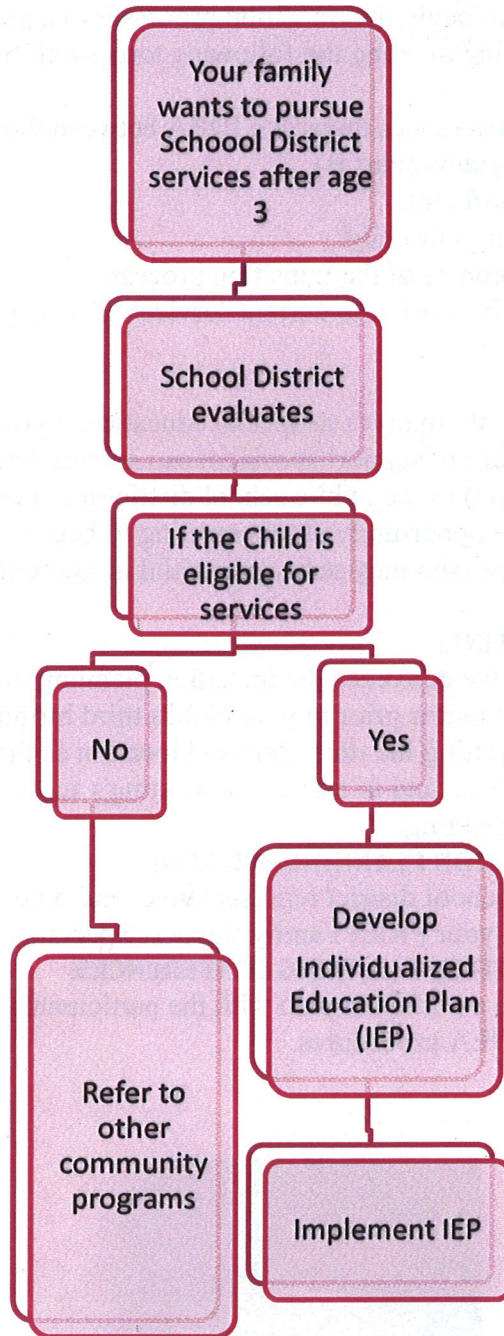 Your family
wants to pursue
Schoool District
services after age
3
School District
evaluates
If the Child is
eligible for
services
No
Yes
Develop
Individualized
Education Plan
(IEP)
Refer to
other
community
programs
Implement IEP